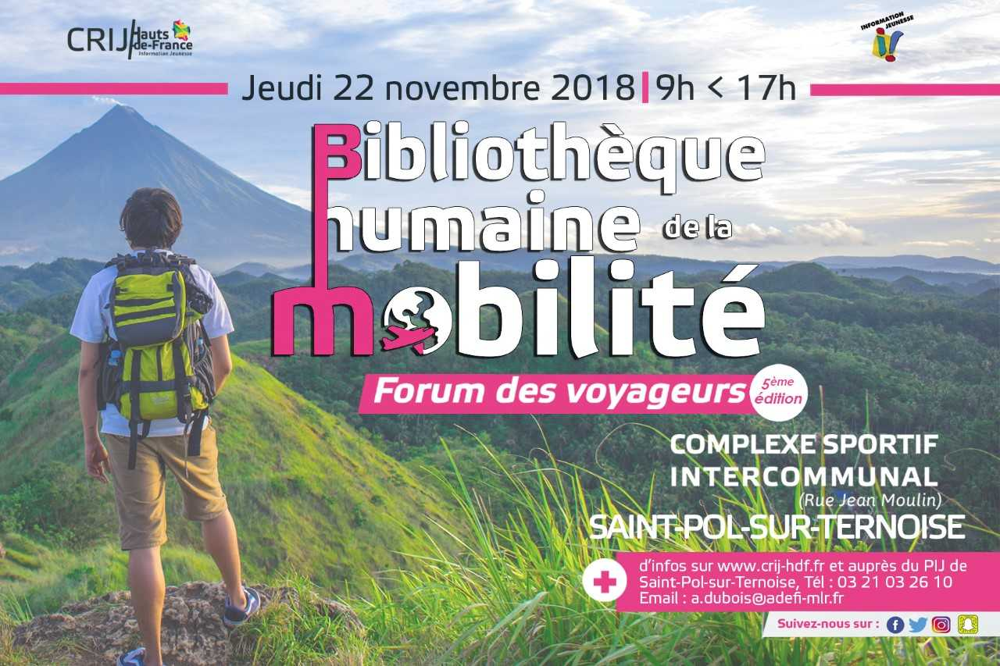 CRIJ Hauts-de-France
Information Jeunesse
INFORMATION JEUNESSE
Jeudi 22 novembre 2018 | 9h < 17h
Bibliothèque
humaine de la
mobilité
Forum des voyageurs
5ème
édition
COMPLEXE SPORTIF
INTERCOMMUNAL
(Rue Jean Moulin)
SAINT-POL-SUR-TERNOISE
+ d'infos sur www.crij-hdf.fr et auprès du PIJ de
Saint-Pol-sur-Ternoise, Tél : 03 21 03 26 10
Email : a.dubois@adefi-mlr.fr
Suivez-nous sur :